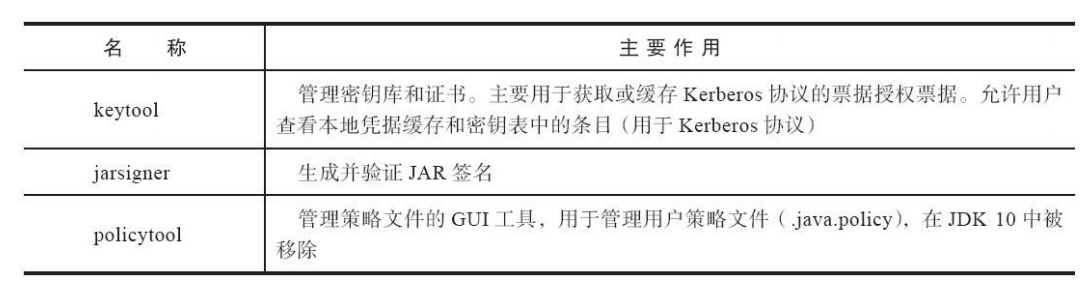 名 称
主要作用
keytool
管理密钥库和证书。主要用于获取或缓存 Kerberos 协议的票据授权票据。允许用户
查看本地凭据缓存和密钥表中的条目（用于 Kerberos 协议）
jarsigner
生成并验证 JAR 签名
policytool
管理策略文件的 GUI 工具，用于管理用户策略文件（.java.policy），在 JDK 10 中被
移除